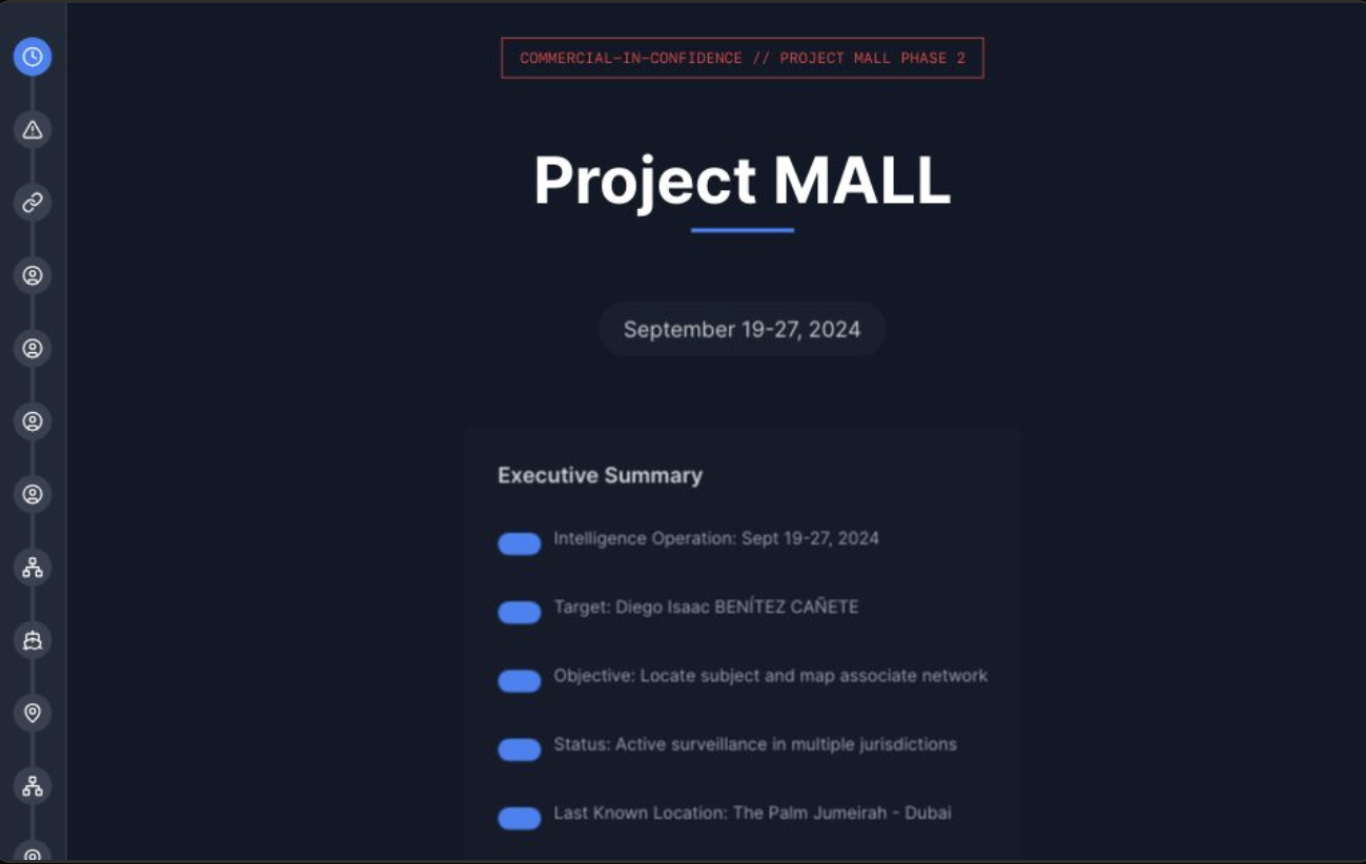 COMMERCIAL-IN-CONFIDENCE // PROJECT MALL PHASE 2
Project MALL
September 19-27, 2024
Executive Summary
Intelligence Operation: Sept 19-27, 2024
Target: Diego Isaac BENÍTEZ CAÑETE
Objective: Locate subject and map associate network
Status: Active surveillance in multiple jurisdictions
Last Known Location: The Palm Jumeirah - Dubai